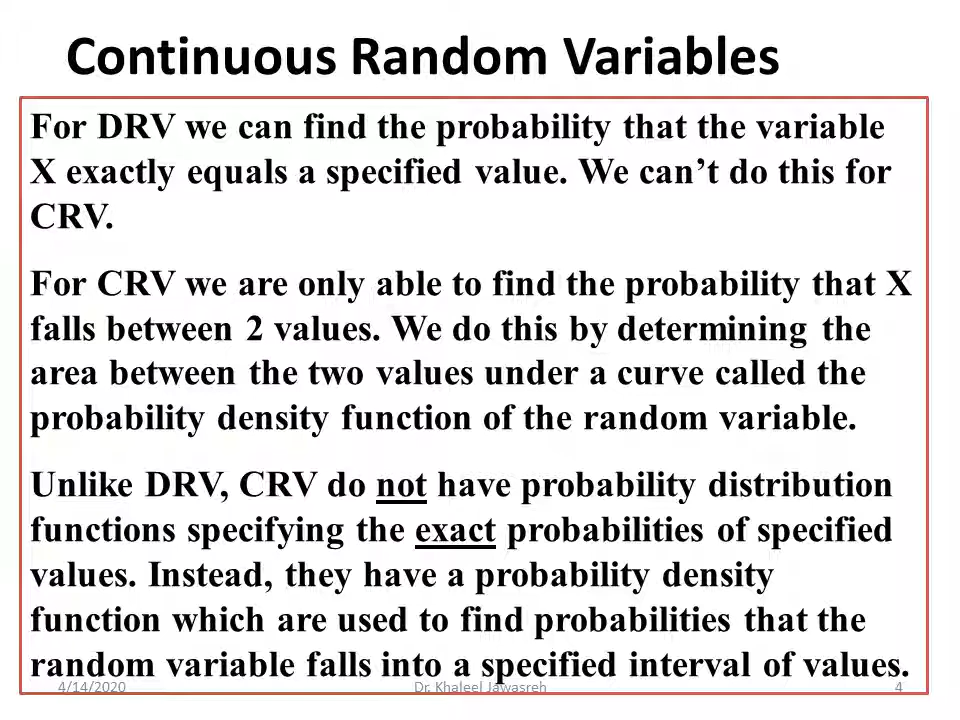 Continuous Random Variables
For DRV we can find the probability that the variable
X exactly equals a specified value. We can’t do this for
CRV.
For CRV we are only able to find the probability that X
falls between 2 values. We do this by determining the
area between the two values under a curve called the
probability density function of the random variable.
Unlike DRV, CRV do not have probability distribution
functions specifying the exact probabilities of specified
values. Instead, they have a probability density
function which are used to find probabilities that the
random variable falls into a specified interval of values.
4/14/2020 Dr. Khaleel Jawasreh 4